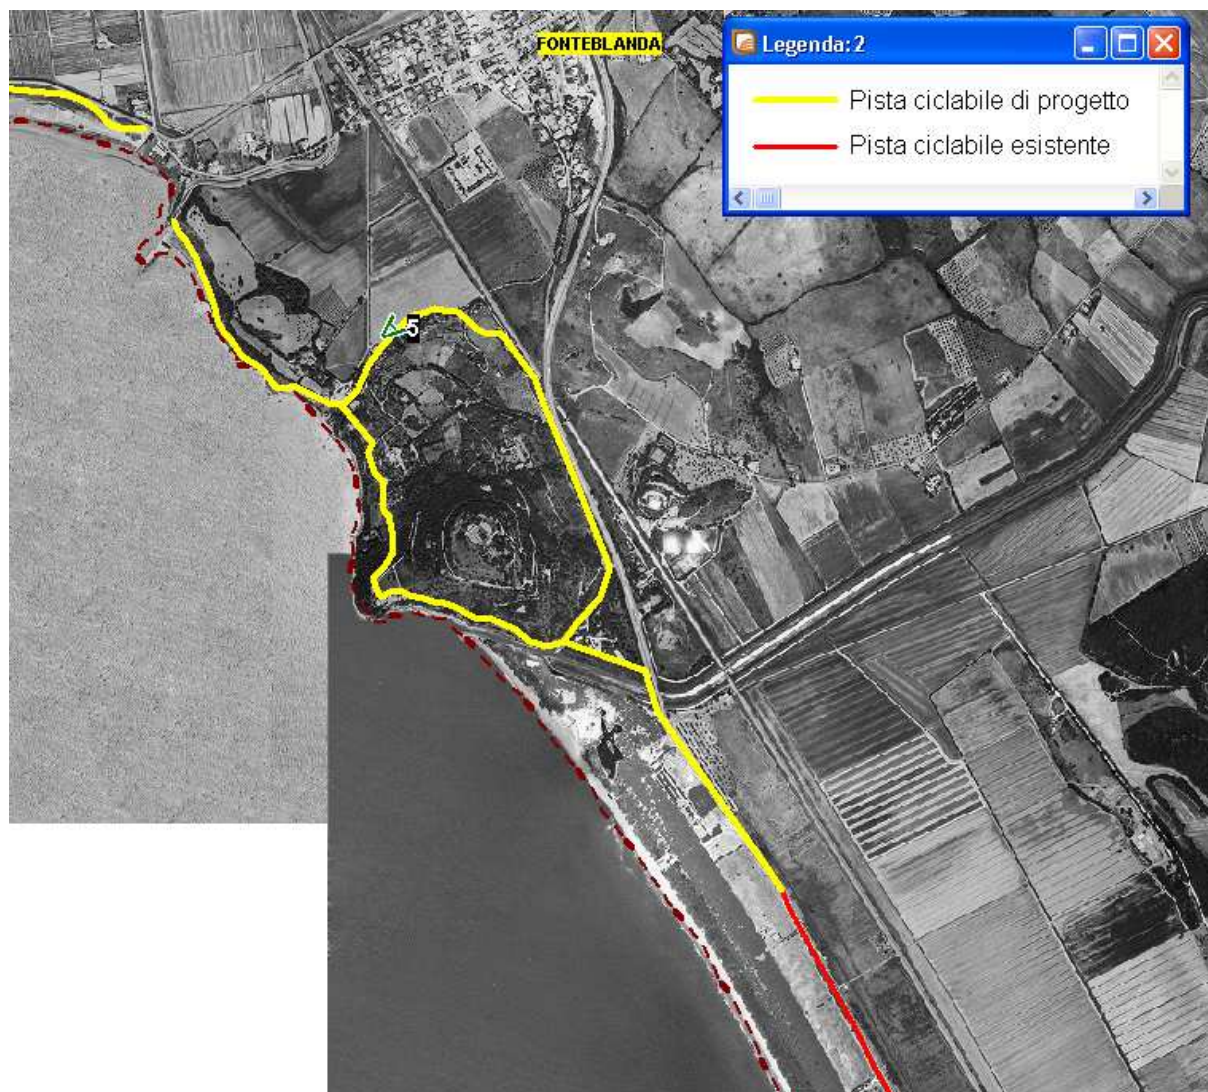 FONTEBLANDA
Legenda: 2
Pista ciclabile di progetto
Pista ciclabile esistente
5